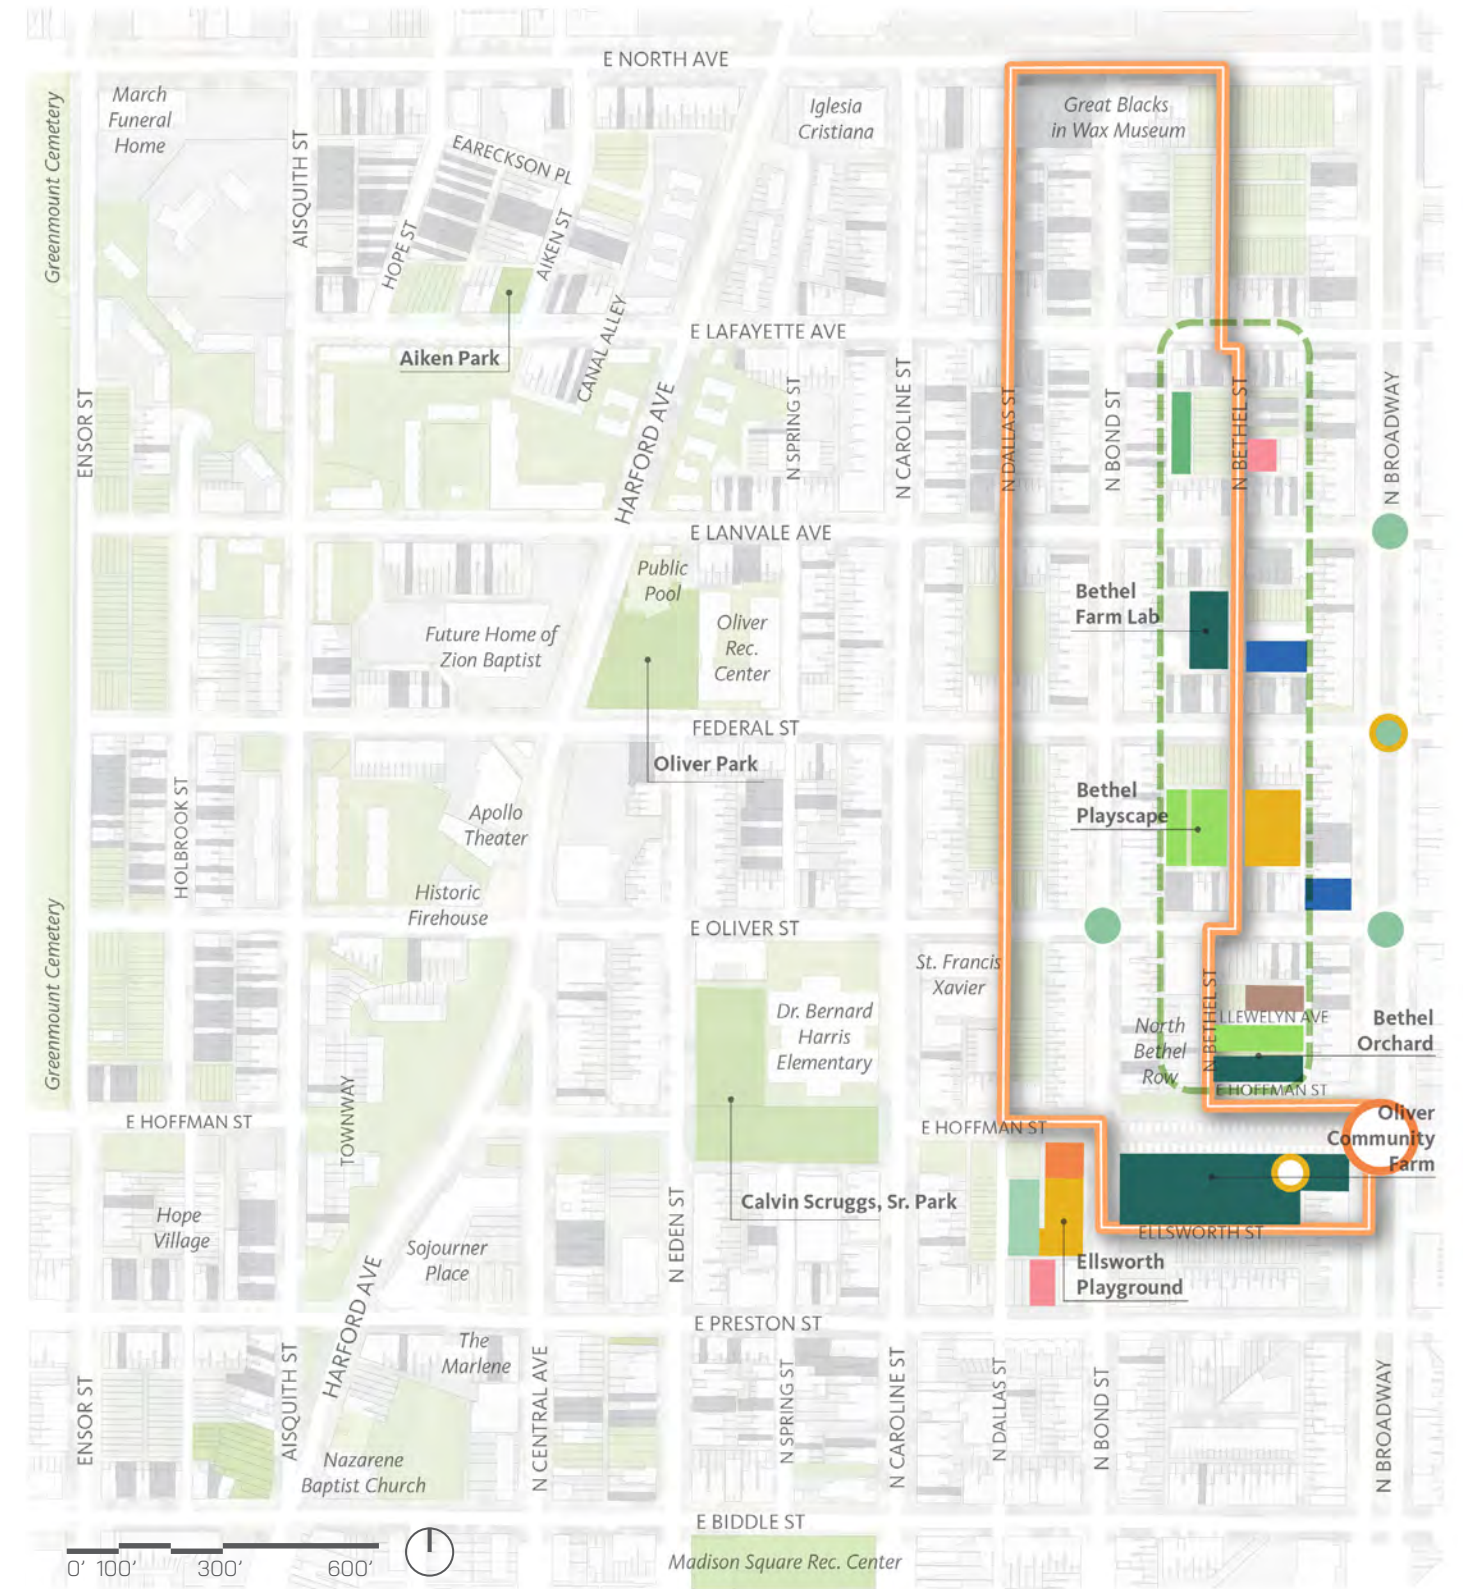 E NORTH AVE
March
Funeral
Home
Greenmount Cemetery
AISQUITH ST
EARECKSON PL
Iglesia
Cristiana
Great Blacks
in Wax Museum
HOPE ST
AIKEN ST
CANAL ALLEY
E LAFAYETTE AVE
Aiken Park
ENSOR ST
HARFORD AVE
N SPRING ST
N CAROLINE ST
N DALLAS ST
N BOND ST
N BETHEL ST
N BROADWAY
E LANVALE AVE
Public
Pool
Oliver
Rec.
Center
Future Home of
Zion Baptist
Bethel
Farm Lab
FEDERAL ST
Oliver Park
HOLBROOK ST
Apollo
Theater
Bethel
Playscape
Historic
Firehouse
Greenmount Cemetery
E OLIVER ST
St. Francis
Xavier
Dr. Bernard
Harris
Elementary
N BETHEL ST
North
Bethel
Row
LLEWELYN AVE
Bethel
Orchard
E HOFFMAN ST
TOWNWAY
E HOFFMAN ST
E HOFFMAN ST
Oliver
Community
Farm
Calvin Scruggs, Sr. Park
N EDEN ST
Hope
Village
Sojourner
Place
ELLSWORTH ST
Ellsworth
Playground
HARFORD AVE
E PRESTON ST
The
Marlene
ENSOR ST
AISQUITH ST
N CENTRAL AVE
N SPRING ST
N CAROLINE ST
N DALLAS ST
N BOND ST
N BROADWAY
Nazarene
Baptist Church
E BIDDLE ST
Madison Square Rec. Center
0' 100' 300' 600'